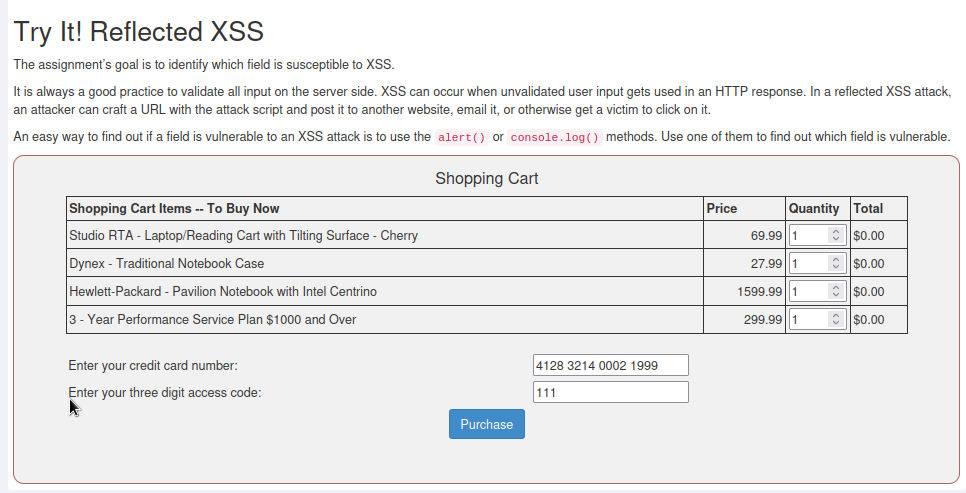 Try It! Reflected XSS
The assignment's goal is to identify which field is susceptible to XSS.
It is always a good practice to validate all input on the server side. XSS can occur when unvalidated user input gets used in an HTTP response. In a reflected XSS attack,
an attacker can craft a URL with the attack script and post it to another website, email it, or otherwise get a victim to click on it.
An easy way to find out if a field is vulnerable to an XSS attack is to use the alert() or console.log() methods. Use one of them to find out which field is vulnerable.
Shopping Cart
Shopping Cart Items -- To Buy Now Price Quantity Total
Studio RTA - Laptop/Reading Cart with Tilting Surface - Cherry 69.99 1 $0.00
Dynex - Traditional Notebook Case 27.99 1 $0.00
Hewlett-Packard - Pavilion Notebook with Intel Centrino 1599.99 1 $0.00
3 - Year Performance Service Plan $1000 and Over 299.99 1 $0.00
Enter your credit card number: 4128 3214 0002 1999
Enter your three digit access code: 111
Purchase